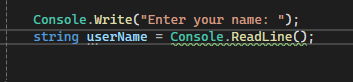 Console.Write("Enter your name: ");
string userName = Console.ReadLine();